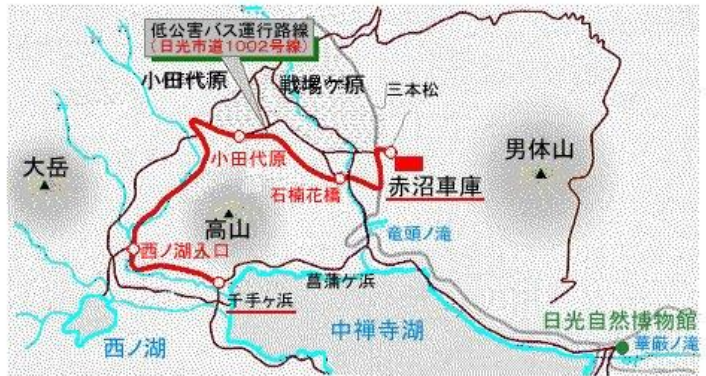 低公害バス運行路線
(日光市道1002号線)
小田代原
戦場ケ原
三本松
大岳
小田代原
男体山
石楠花橋
赤沼車庫
高山
西ノ湖入口
竜頭ノ滝
菖蒲ケ浜
千手ヶ浜
西ノ湖
中禅寺湖
日光自然博物館
華厳ノ滝